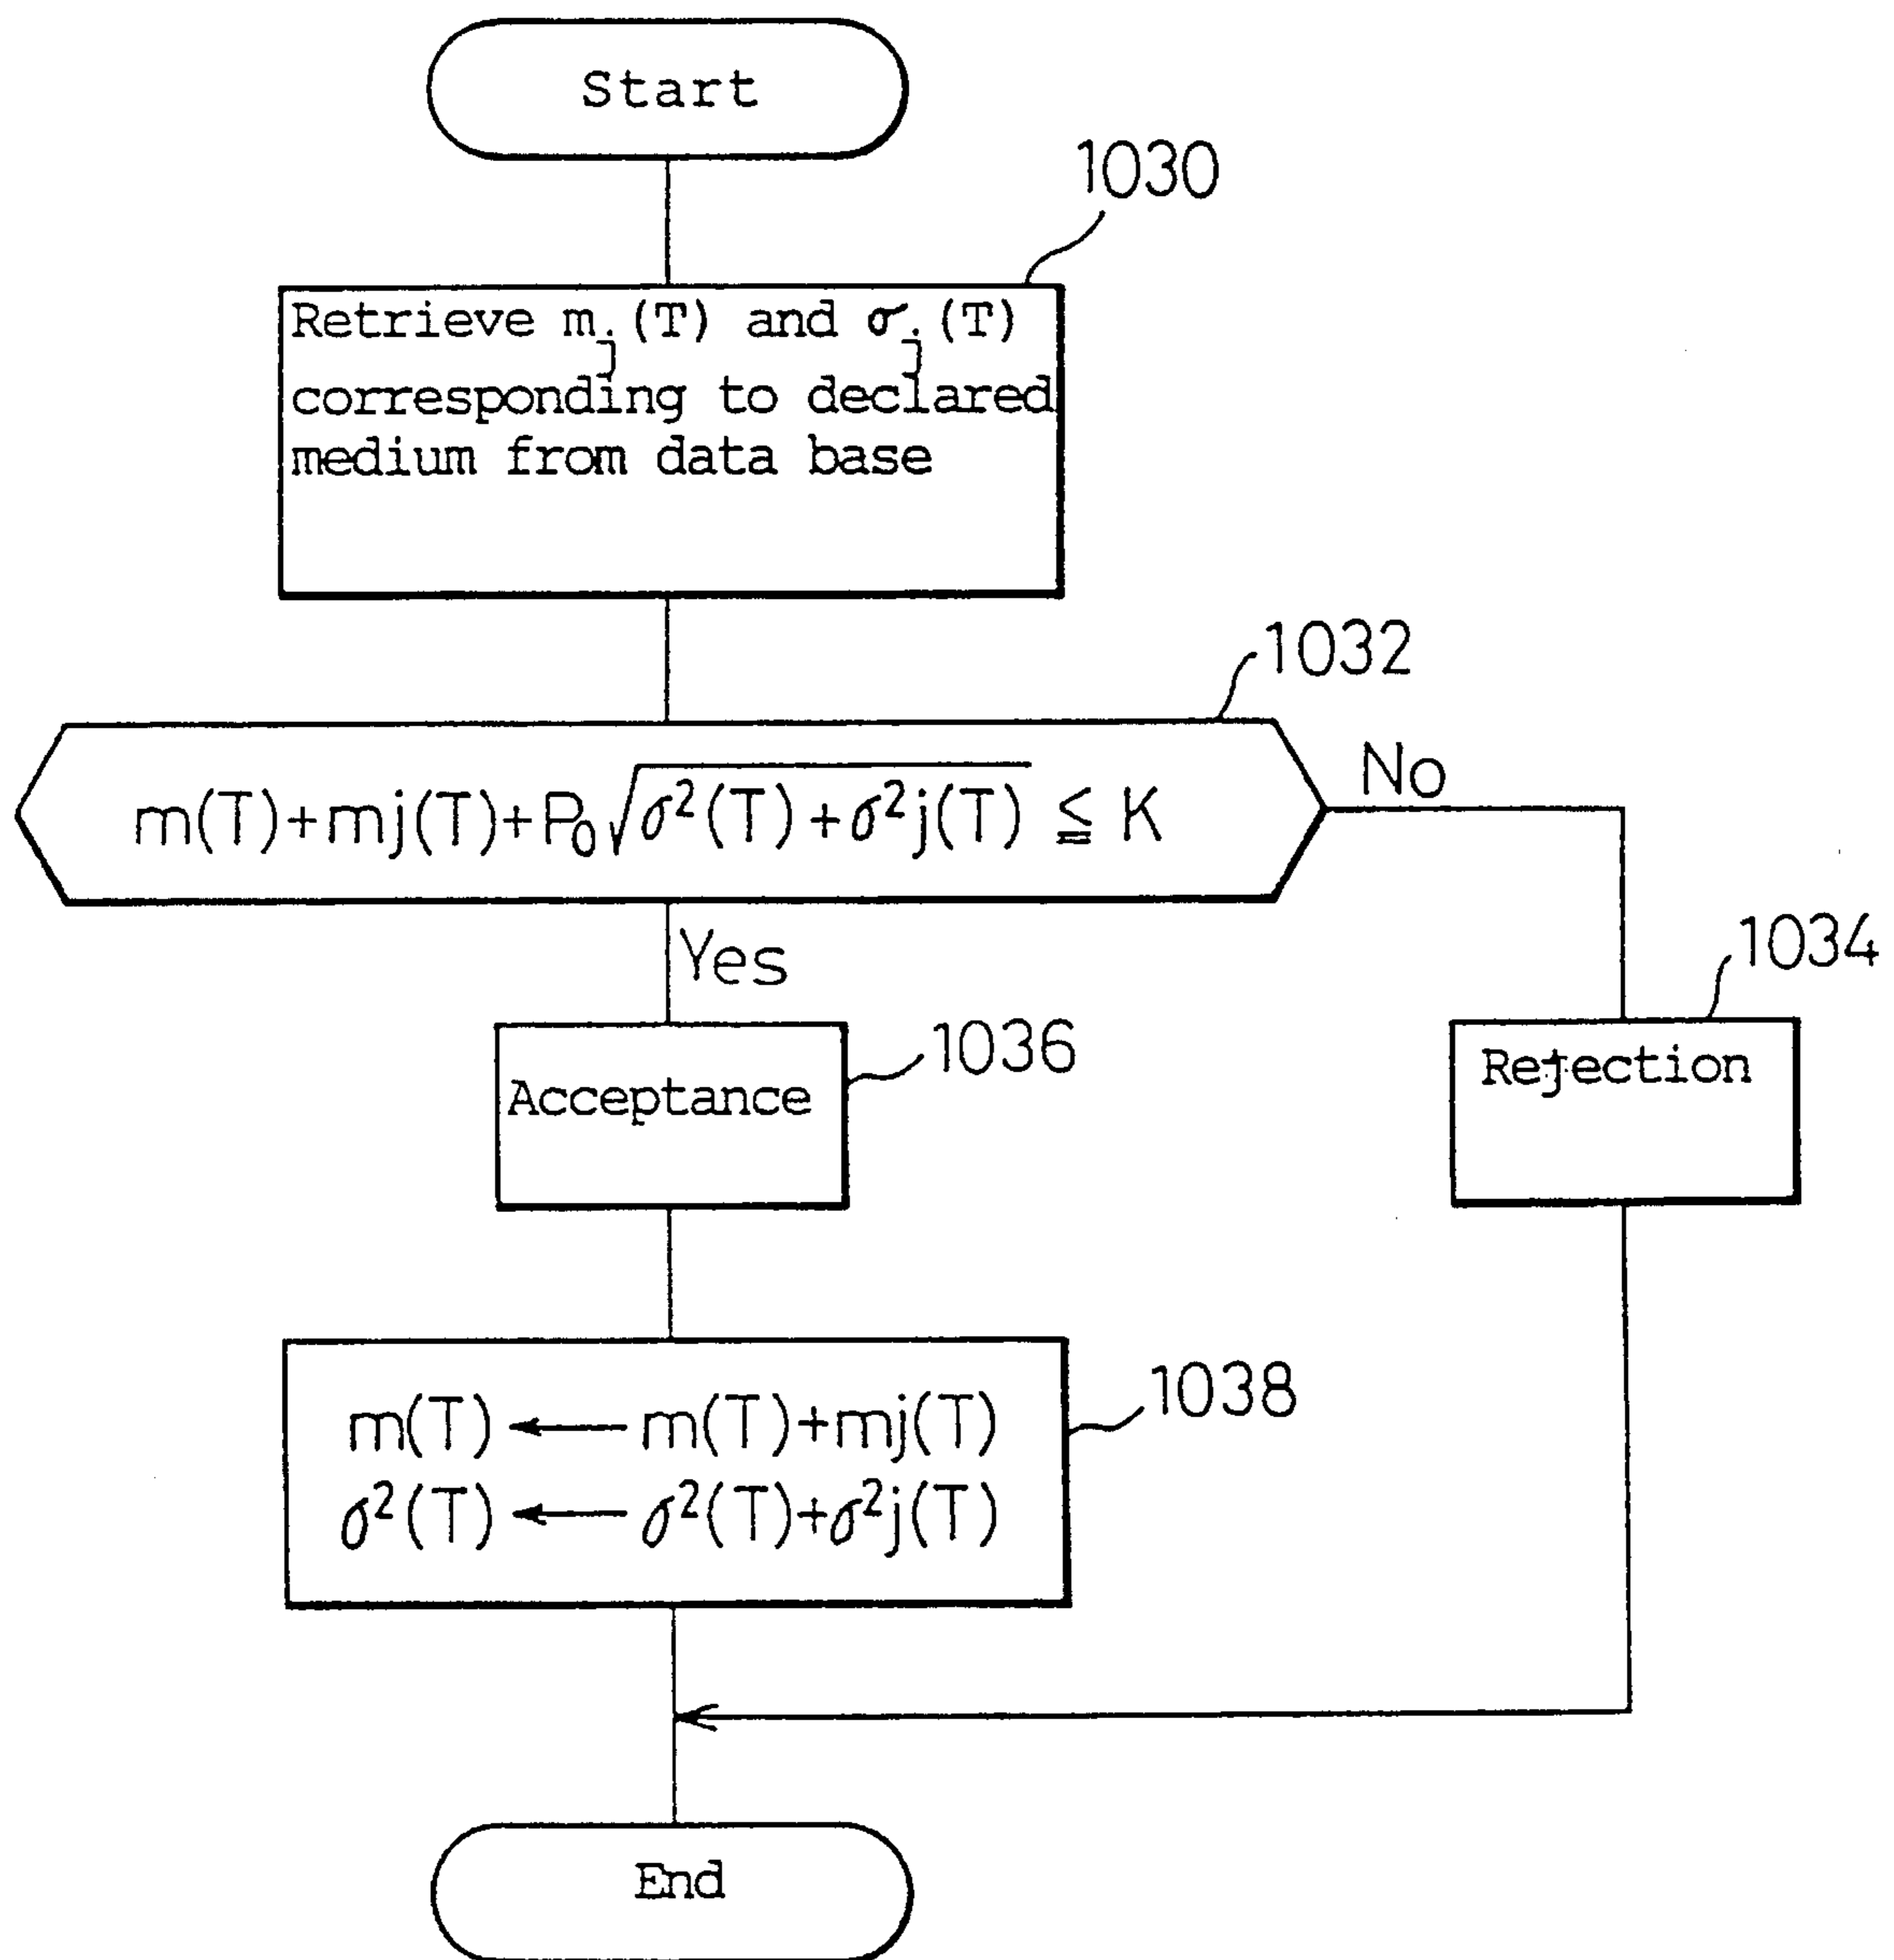 Start
1030
Retrieve mj(T) and σj(T)
corresponding to declared
medium from data base
1032
m(T)+mj(T)+P₀√σ²(T)+σ²j(T) ≦ K
No
Yes
1034
1036
Acceptance
Rejection
1038
m(T) ← m(T)+mj(T)
σ²(T) ← σ²(T)+σ²j(T)
End